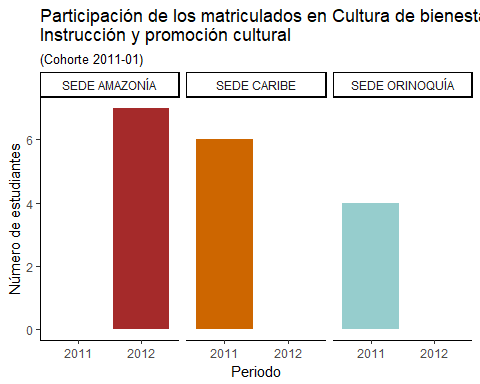 Participación de los matriculados en Cultura de
Instrucción y promoción cultural
(Cohorte 2011-01)
SEDE AMAZONÍA SEDE CARIBE SEDE ORINOQUÍA
Número de estudiantes
6
4
2
0
2011 2012 2011 2012 2011 2012
Periodo